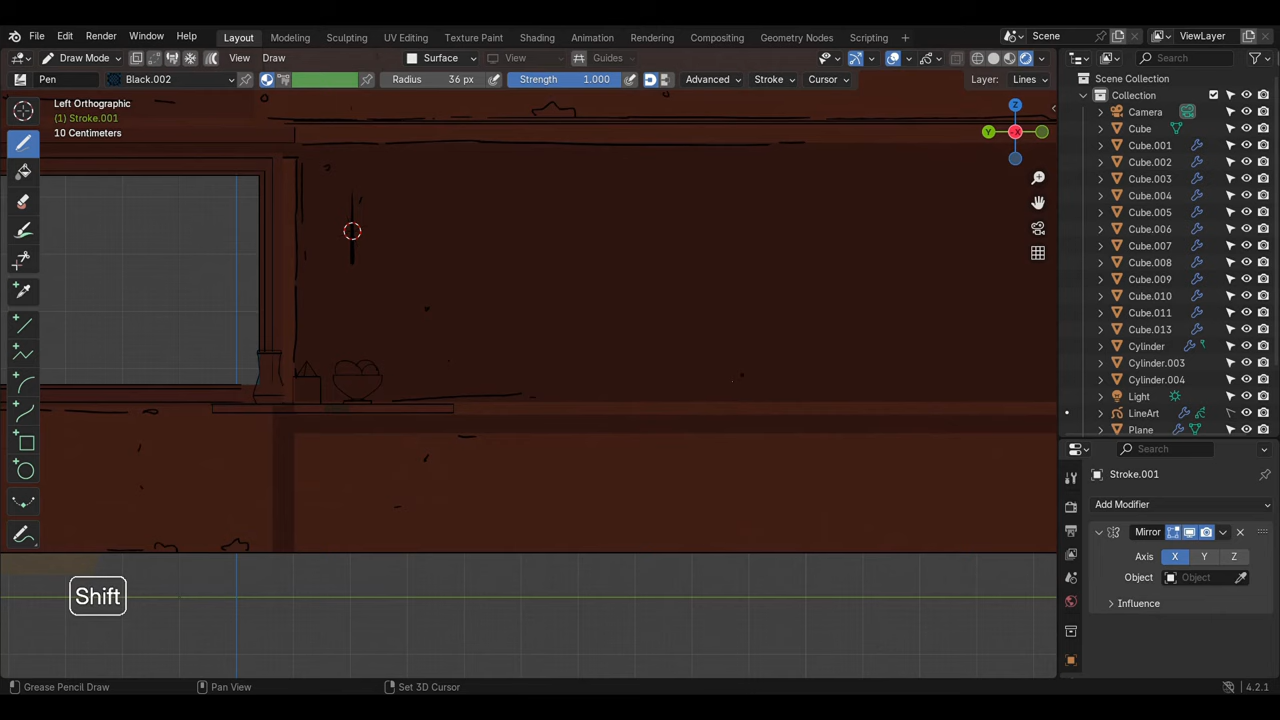 File Edit Render Window Help Layout Modeling Sculpting UV Editing Texture Paint Shading Animation Rendering Compositing Geometry Nodes Scripting + Scene ViewLayer
Draw Mode View Draw Surface View Guides Search
Pen Black.002 Radius 36 px Strength 1.000 Advanced Stroke Cursor Layer: Lines Scene Collection
Left Orthographic Collection
(1) Stroke.001 Camera
10 Centimeters Cube
Z
Y
-X
Cube.001
Cube.002
Cube.003
Cube.004
Cube.005
Cube.006
Cube.007
Cube.008
Cube.009
Cube.010
Cube.011
Cube.013
Cylinder
Cylinder.003
Cylinder.004
Light
LineArt
Plane
Search
Stroke.001
Add Modifier
Mirror
Axis X Y Z
Object Object
Influence
Shift
Grease Pencil Draw Pan View Set 3D Cursor 4.2.1